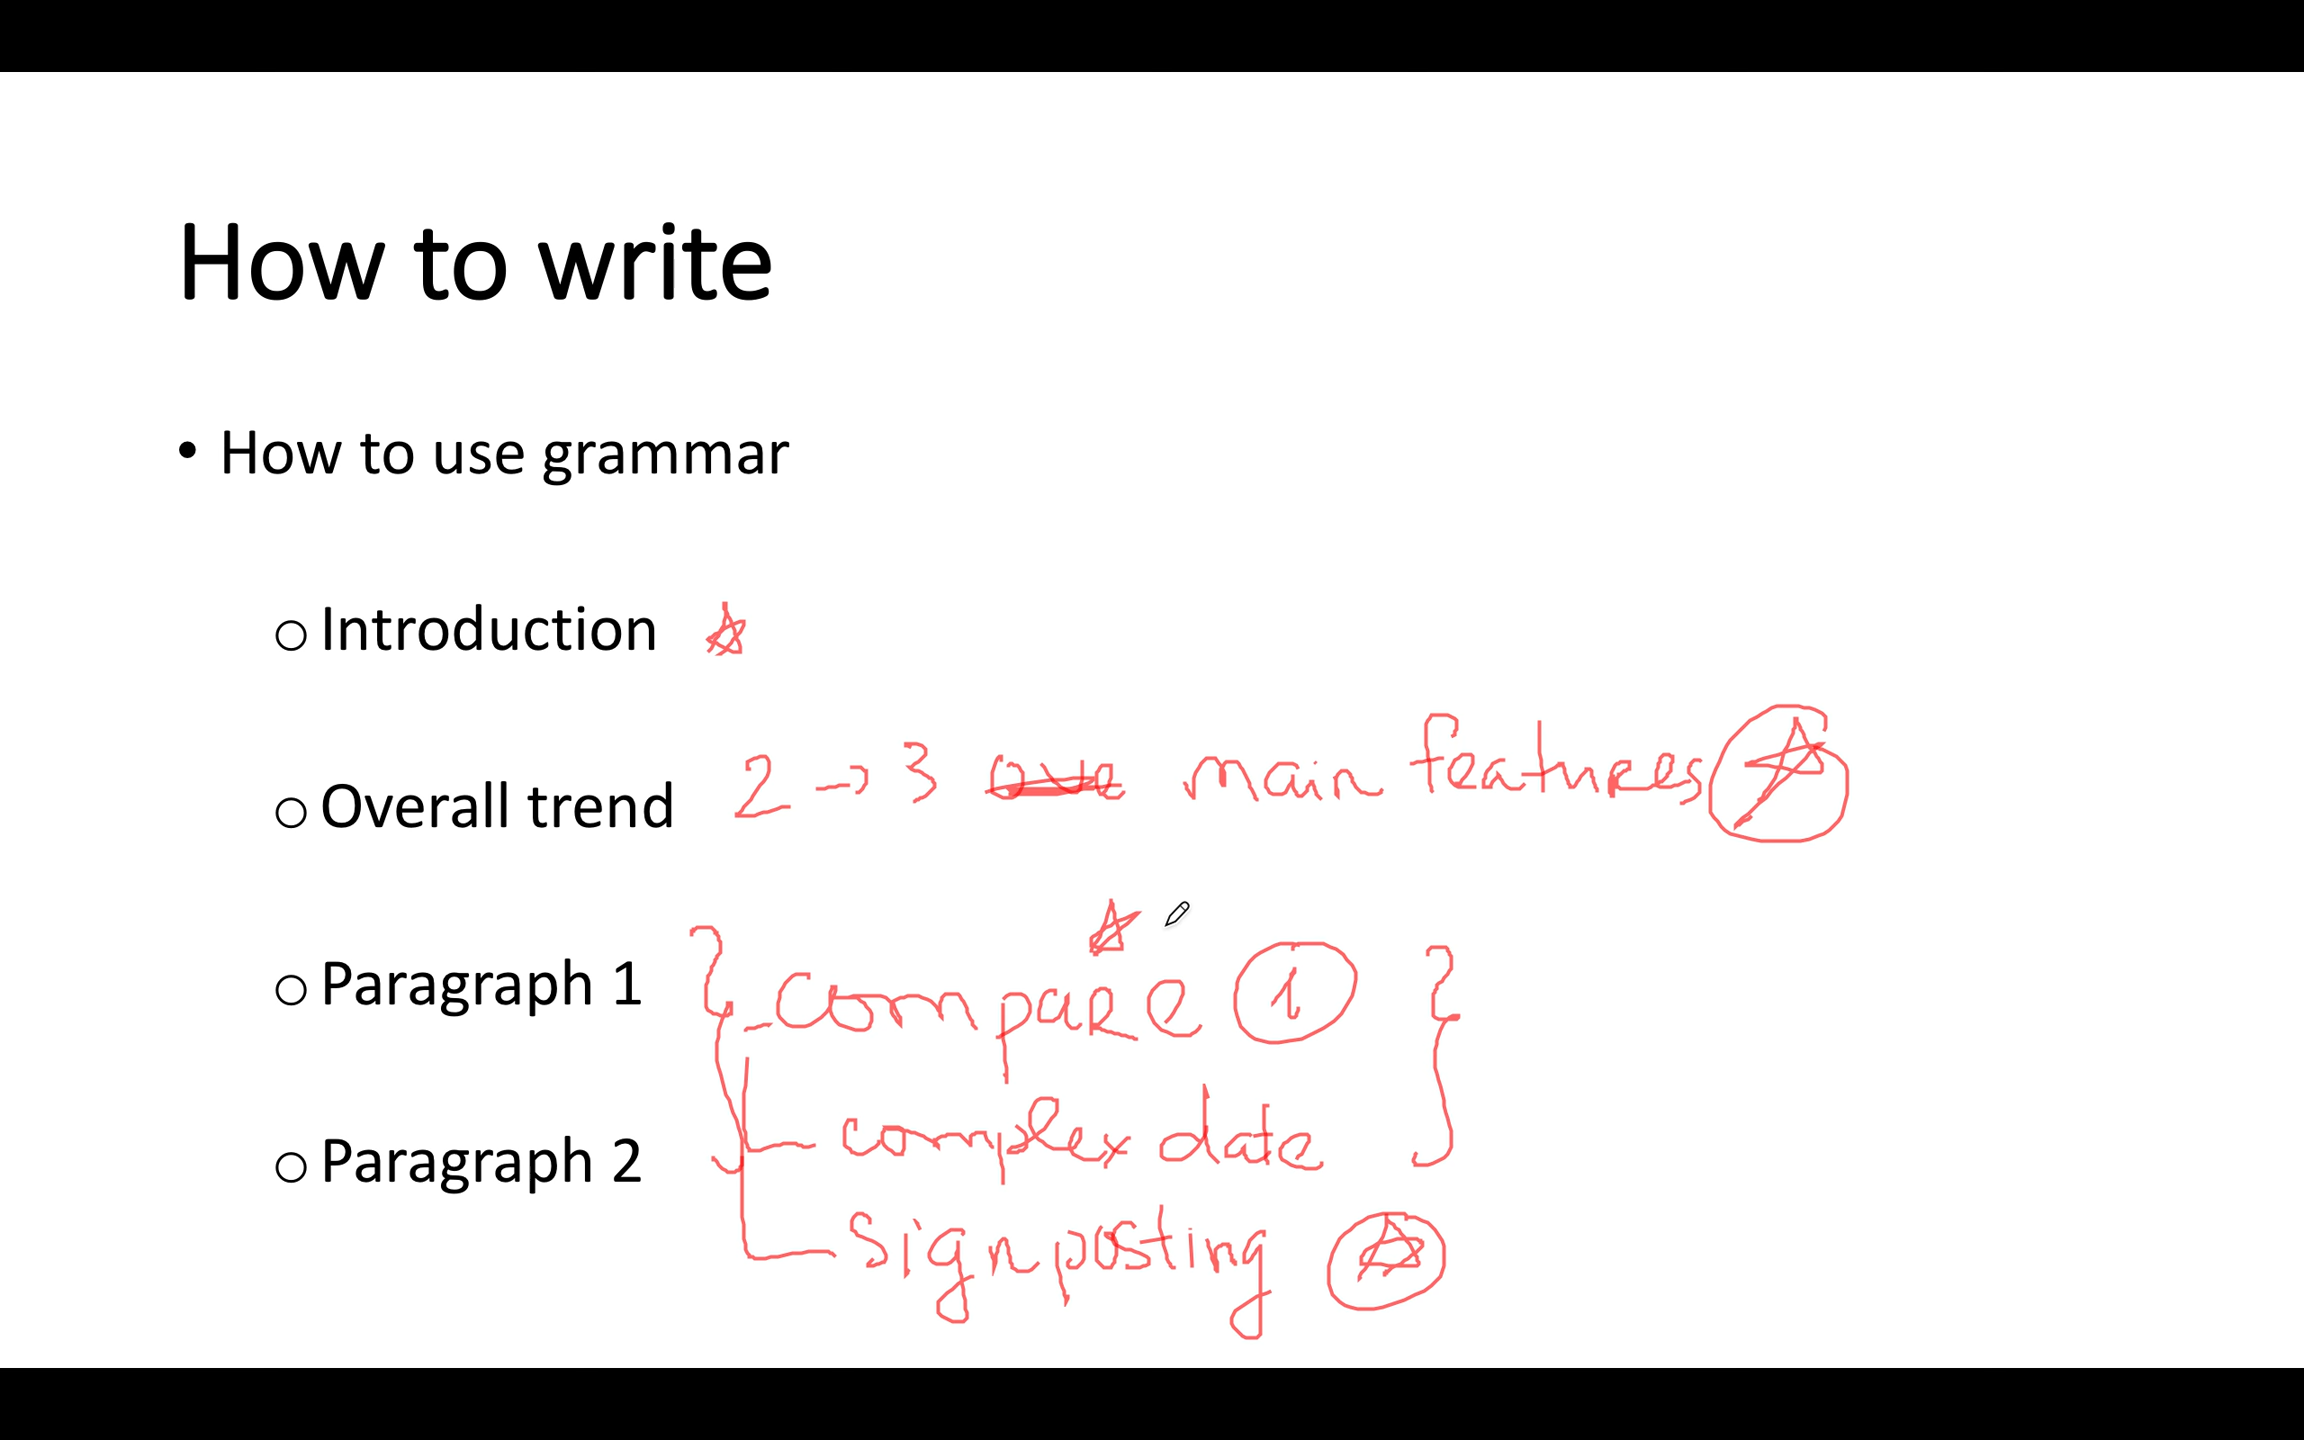 How to write
• How to use grammar
○ Introduction
○ Overall trend 2 → 3 main features
○ Paragraph 1 compare 1
complex date
○ Paragraph 2
Signposting